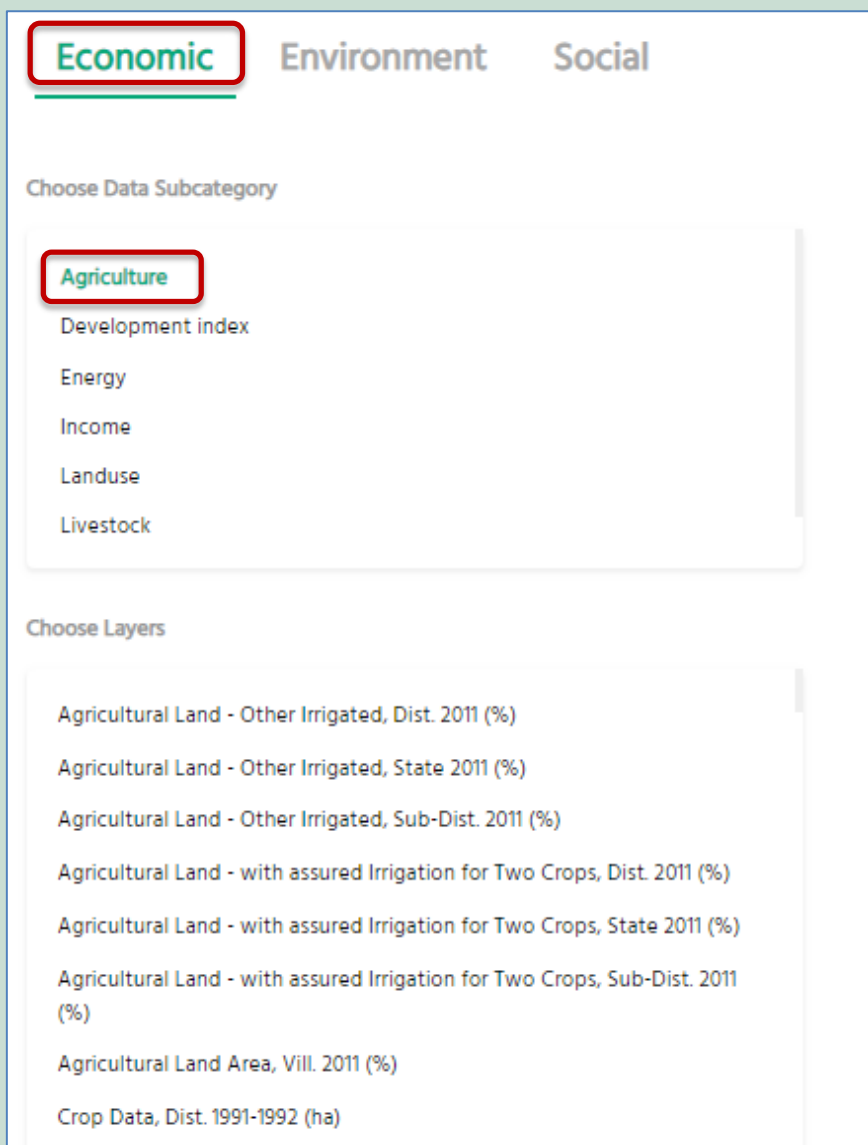 Economic Environment Social
Choose Data Subcategory
Agriculture
Development index
Energy
Income
Landuse
Livestock
Choose Layers
Agricultural Land - Other Irrigated, Dist. 2011 (%)
Agricultural Land - Other Irrigated, State 2011 (%)
Agricultural Land - Other Irrigated, Sub-Dist. 2011 (%)
Agricultural Land - with assured Irrigation for Two Crops, Dist. 2011 (%)
Agricultural Land - with assured Irrigation for Two Crops, State 2011 (%)
Agricultural Land - with assured Irrigation for Two Crops, Sub-Dist. 2011
(%)
Agricultural Land Area, Vill. 2011 (%)
Crop Data, Dist. 1991-1992 (ha)